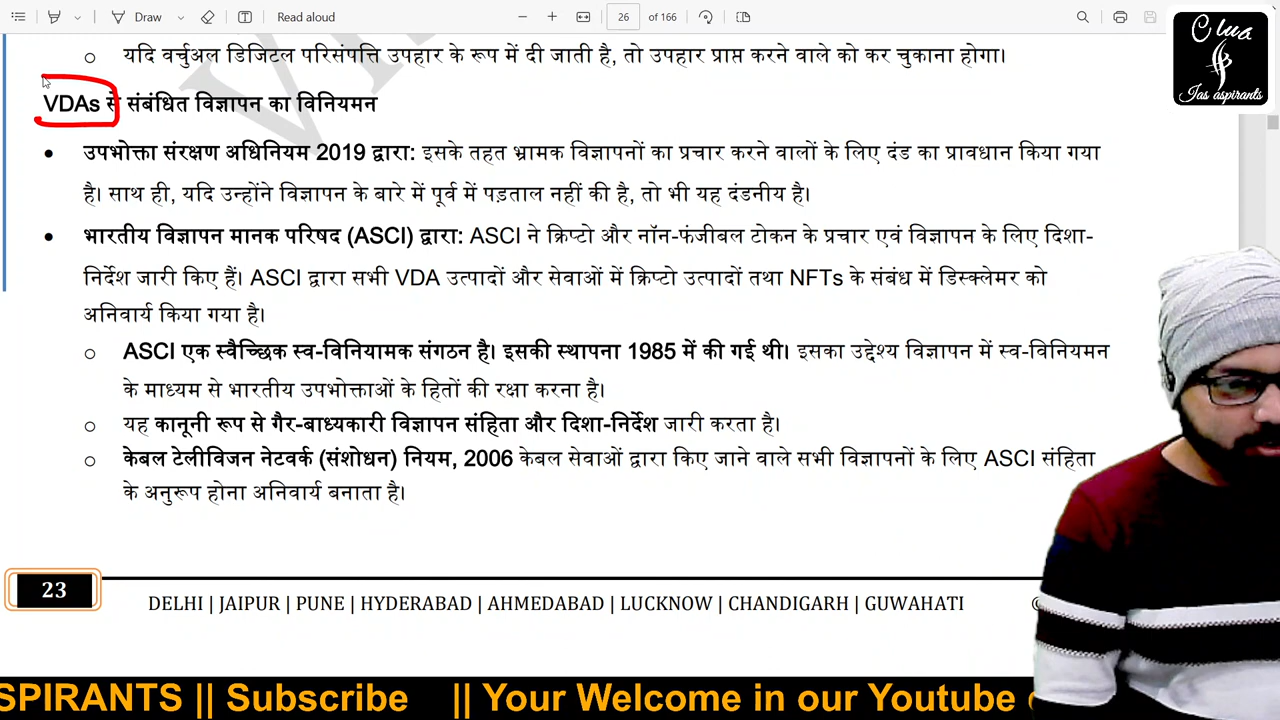 Draw
Read aloud
26
of 166
Clua
Ias aspirants
यदि वर्चुअल डिजिटल परिसंपत्ति उपहार के रूप में दी जाती है, तो उपहार प्राप्त करने वाले को कर चुकाना होगा।
VDAs से संबंधित विज्ञापन का विनियमन
उपभोक्ता संरक्षण अधिनियम 2019 द्वारा: इसके तहत भ्रामक विज्ञापनों का प्रचार करने वालों के लिए दंड का प्रावधान किया गया
है। साथ ही, यदि उन्होंने विज्ञापन के बारे में पूर्व में पड़ताल नहीं की है, तो भी यह दंडनीय है।
भारतीय विज्ञापन मानक परिषद (ASCI) द्वारा: ASCI ने क्रिप्टो और नॉन-फंजीबल टोकन के प्रचार एवं विज्ञापन के लिए दिशा-
निर्देश जारी किए हैं। ASCI द्वारा सभी VDA उत्पादों और सेवाओं में क्रिप्टो उत्पादों तथा NFTs के संबंध में डिस्क्लेमर को
अनिवार्य किया गया है।
ASCI एक स्वैच्छिक स्व-विनियामक संगठन है। इसकी स्थापना 1985 में की गई थी। इसका उद्देश्य विज्ञापन में स्व-विनियमन
के माध्यम से भारतीय उपभोक्ताओं के हितों की रक्षा करना है।
यह कानूनी रूप से गैर-बाध्यकारी विज्ञापन संहिता और दिशा-निर्देश जारी करता है।
केबल टेलीविजन नेटवर्क (संशोधन) नियम, 2006 केबल सेवाओं द्वारा किए जाने वाले सभी विज्ञापनों के लिए ASCI संहिता
के अनुरूप होना अनिवार्य बनाता है।
23
DELHI | JAIPUR | PUNE | HYDERABAD | AHMEDABAD | LUCKNOW | CHANDIGARH | GUWAHATI
©
SPIRANTS || Subscribe || Your Welcome in our Youtube